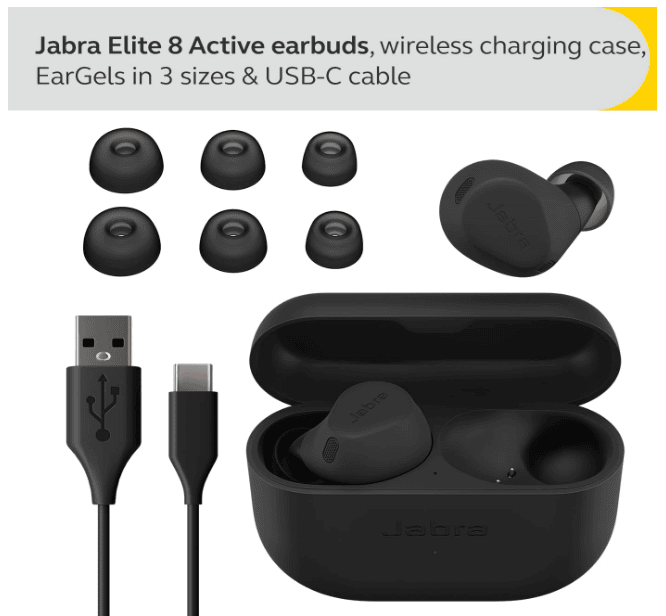 Jabra Elite 8 Active earbuds, wireless charging case,
EarGels in 3 sizes & USB-C cable
Jabra
Jabra
Jabra